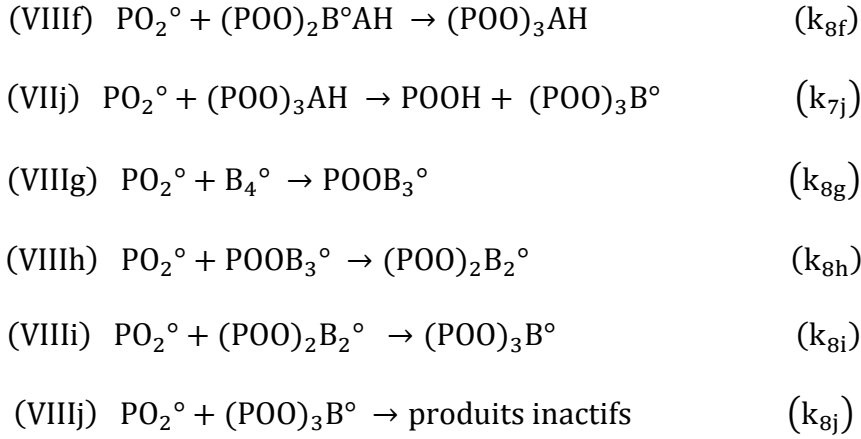 (VIIIf) PO₂° + (POO)₂B°AH → (POO)₃AH (k₈f)
(VIIj) PO₂° + (POO)₃AH → POOH + (POO)₃B° (k₇j)
(VIIIg) PO₂° + B₄° → POOB₃° (k₈g)
(VIIIh) PO₂° + POOB₃° → (POO)₂B₂° (k₈h)
(VIIIi) PO₂° + (POO)₂B₂° → (POO)₃B° (k₈i)
(VIIIj) PO₂° + (POO)₃B° → produits inactifs (k₈j)